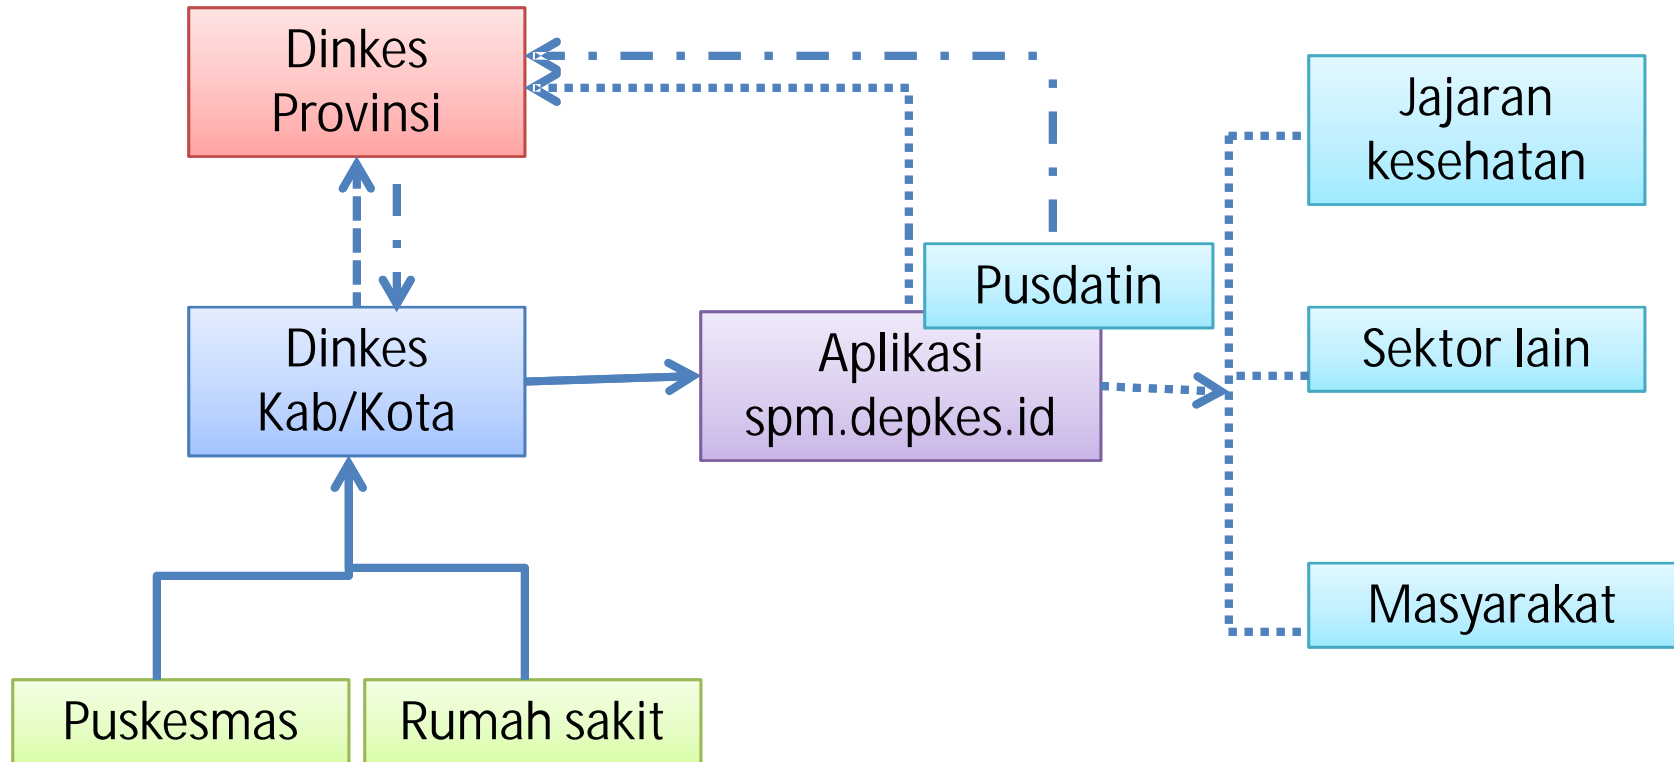 Dinkes
Provinsi
Jajaran
kesehatan
Pusdatin
Dinkes
Kab/Kota
Aplikasi
spm.depkes.id
Sektor lain
Masyarakat
Puskesmas
Rumah sakit